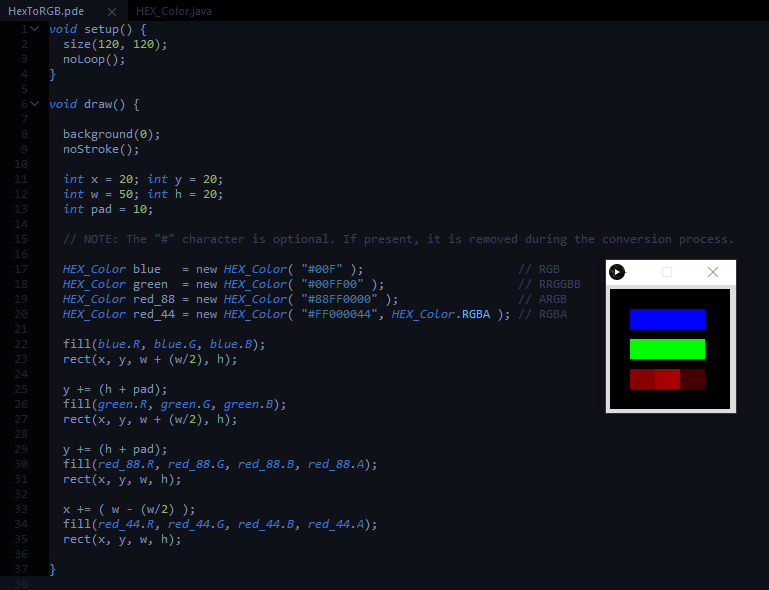 HexToRGB.pde HEX_Color.java
1 void setup() {
2 size(120, 120);
3 noLoop();
4 }
5
6 void draw() {
7
8 background(0);
9 noStroke();
10
11 int x = 20; int y = 20;
12 int w = 50; int h = 20;
13 int pad = 10;
14
15 // NOTE: The "#" character is optional. If present, it is removed during the conversion process.
16
17 HEX_Color blue = new HEX_Color( "#00F" ); // RGB
18 HEX_Color green = new HEX_Color( "#00FF00" ); // RRGGBB
19 HEX_Color red_88 = new HEX_Color( "#88FF0000" ); // ARGB
20 HEX_Color red_44 = new HEX_Color( "#FF000044", HEX_Color.RGBA ); // RGBA
21
22 fill(blue.R, blue.G, blue.B);
23 rect(x, y, w + (w/2), h);
24
25 y += (h + pad);
26 fill(green.R, green.G, green.B);
27 rect(x, y, w + (w/2), h);
28
29 y += (h + pad);
30 fill(red_88.R, red_88.G, red_88.B, red_88.A);
31 rect(x, y, w, h);
32
33 x += ( w - (w/2) );
34 fill(red_44.R, red_44.G, red_44.B, red_44.A);
35 rect(x, y, w, h);
36
37 }
38